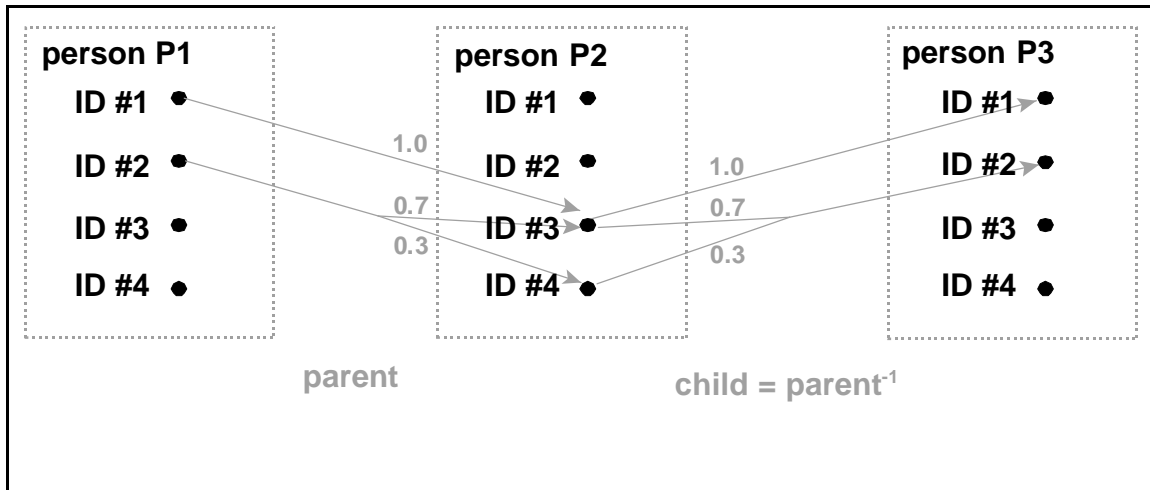 person P1
ID #1
ID #2
ID #3
ID #4
1.0
0.7
0.3
person P2
ID #1
ID #2
ID #3
ID #4
1.0
0.7
0.3
person P3
ID #1
ID #2
ID #3
ID #4
parent
child = parent⁻¹